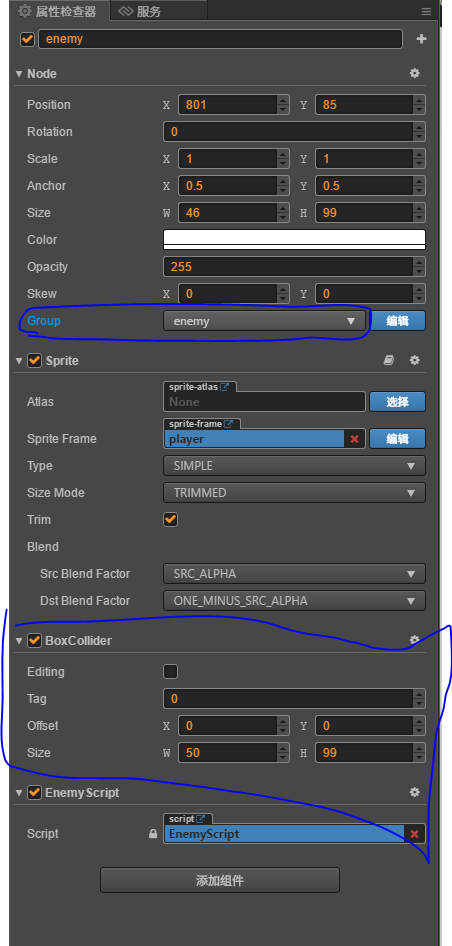 属性检查器 服务
enemy
Node
Position X 801 Y 85
Rotation 0
Scale X 1 Y 1
Anchor X 0.5 Y 0.5
Size W 46 H 99
Color
Opacity 255
Skew X 0 Y 0
Group enemy 编辑
Sprite
sprite-atlas
Atlas None 选择
sprite-frame
Sprite Frame player 编辑
Type SIMPLE
Size Mode TRIMMED
Trim
Blend
Src Blend Factor SRC_ALPHA
Dst Blend Factor ONE_MINUS_SRC_ALPHA
BoxCollider
Editing
Tag 0
Offset X 0 Y 0
Size W 50 H 99
EnemyScript
script
Script EnemyScript
添加组件